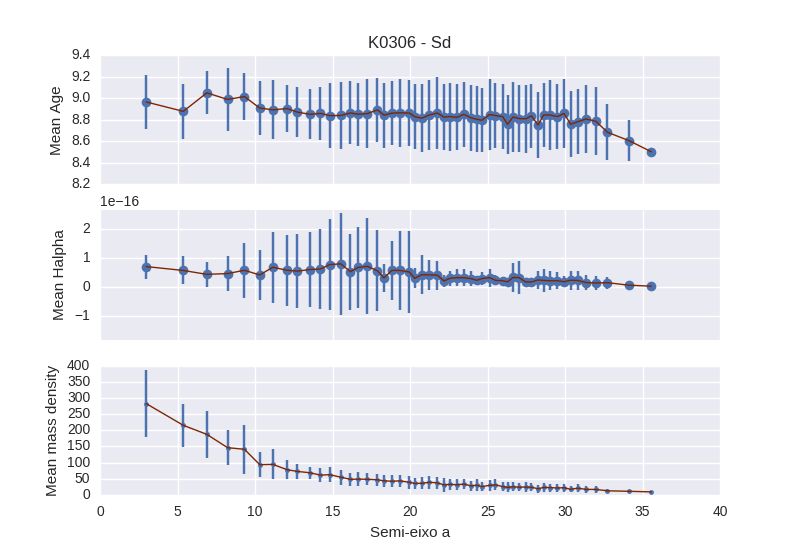 K0306 - Sd
9.4
9.2
9.0
8.8
8.6
8.4
8.2
Mean Age
1e−16
2
1
0
−1
Mean Halpha
400
350
300
250
200
150
100
50
0
Mean mass density
0 5 10 15 20 25 30 35 40
Semi-eixo a